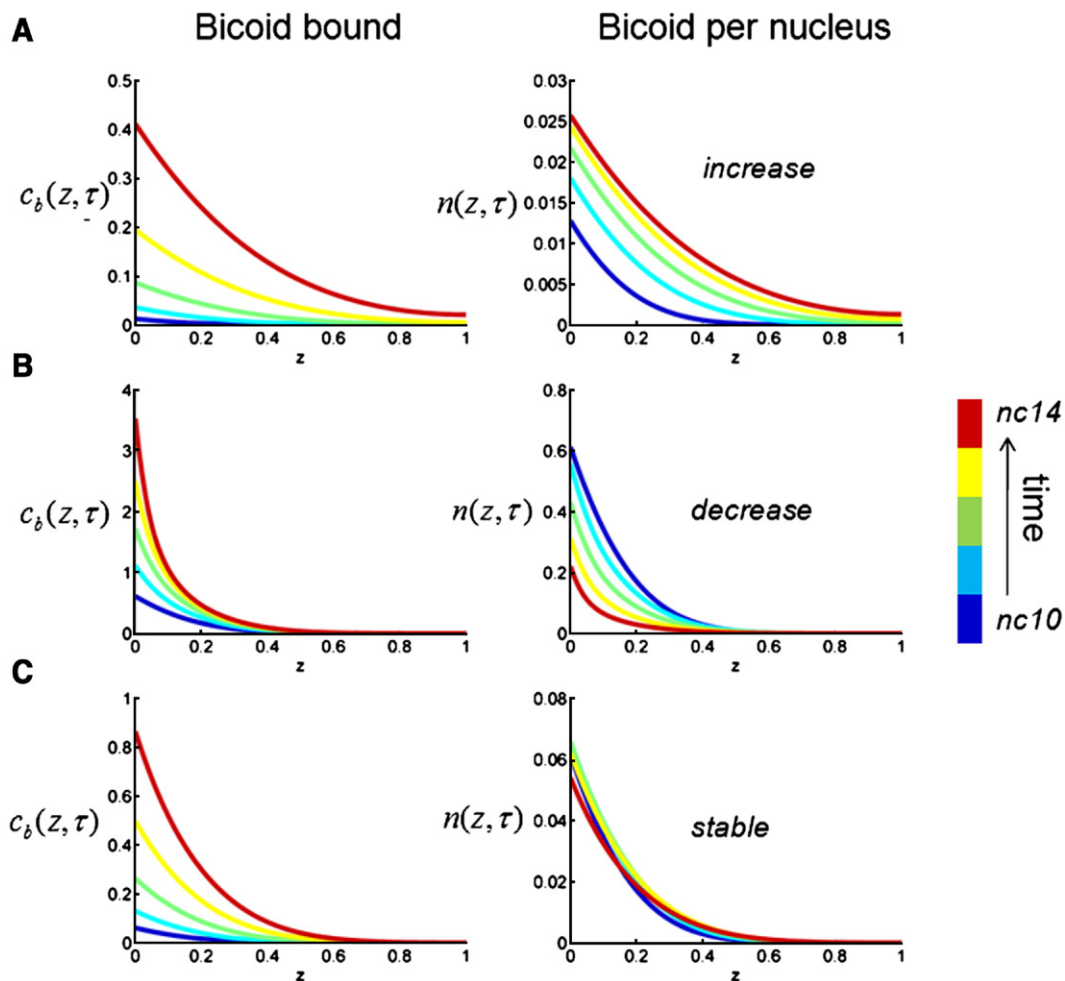 A
Bicoid bound
Bicoid per nucleus
0.5
0.4
0.3
0.2
0.1
0
c_b(z,τ)
0 0.2 0.4 0.6 0.8 1
z
0.03
0.025
0.02
0.015
0.01
0.005
0
n(z,τ)
increase
0 0.2 0.4 0.6 0.8 1
z
B
4
3
2
1
0
c_b(z,τ)
0 0.2 0.4 0.6 0.8 1
z
0.8
0.6
0.4
0.2
0
n(z,τ)
decrease
0 0.2 0.4 0.6 0.8 1
z
nc14
time
nc10
C
1
0.8
0.6
0.4
0.2
0
c_b(z,τ)
0 0.2 0.4 0.6 0.8 1
z
0.08
0.06
0.04
0.02
0
n(z,τ)
stable
0 0.2 0.4 0.6 0.8 1
z